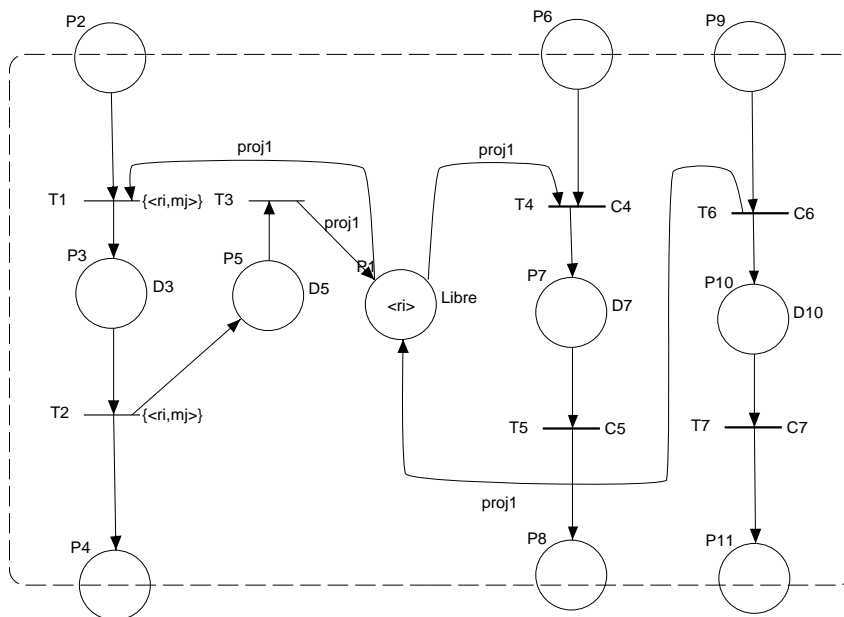 P2
P6
P9
proj1
proj1
T1
{<ri,mj>}
T3
T4
C4
T6
C6
proj1
P3
P5
P1
P7
P10
D3
D5
<ri>
Libre
D7
D10
T2
{<ri,mj>}
T5
C5
T7
C7
proj1
P4
P8
P11